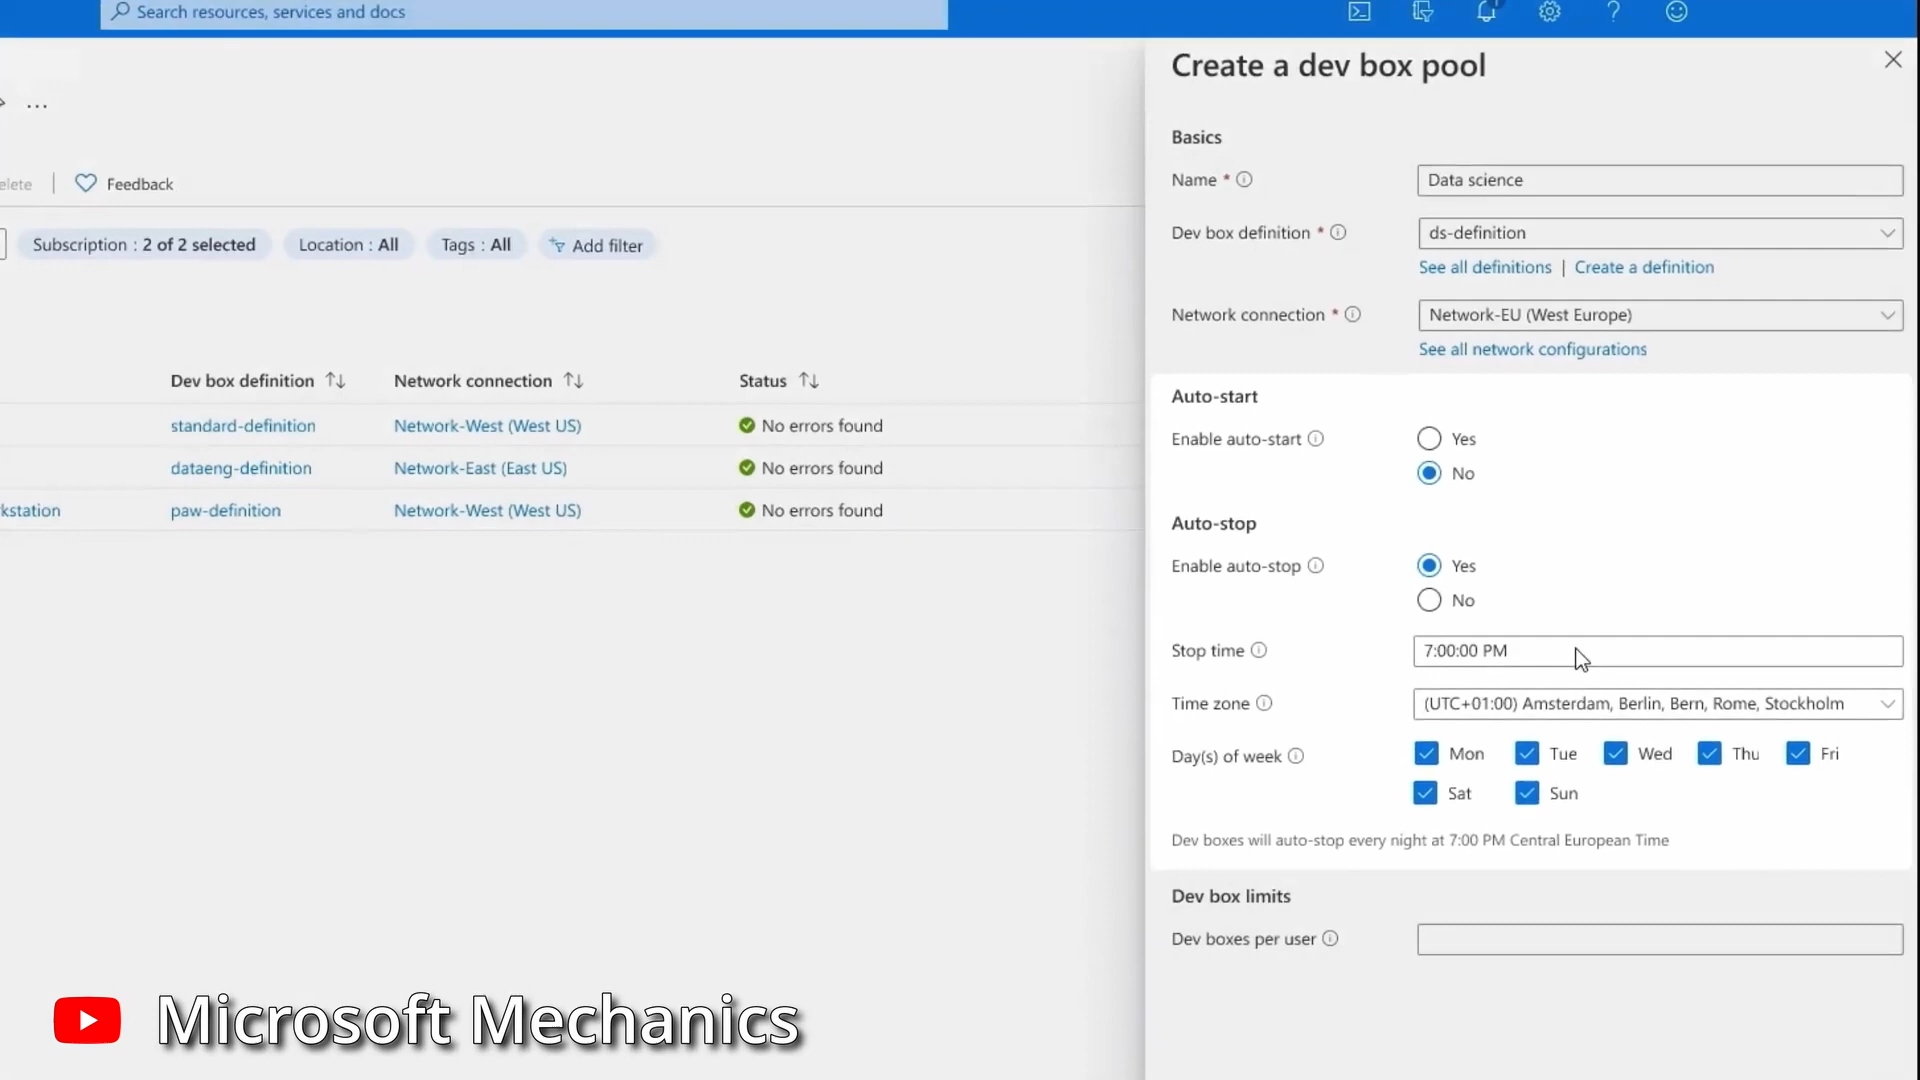 Search resources, services and docs
Create a dev box pool
...
elete | Feedback
Subscription : 2 of 2 selected
Location : All
Tags : All
Add filter
Dev box definition
Network connection
Status
standard-definition
Network-West (West US)
No errors found
dataeng-definition
Network-East (East US)
No errors found
kstation
paw-definition
Network-West (West US)
No errors found
Basics
Name *
Data science
Dev box definition *
ds-definition
See all definitions | Create a definition
Network connection *
Network-EU (West Europe)
See all network configurations
Auto-start
Enable auto-start
Yes
No
Auto-stop
Enable auto-stop
Yes
No
Stop time
7:00:00 PM
Time zone
(UTC+01:00) Amsterdam, Berlin, Bern, Rome, Stockholm
Day(s) of week
Mon Tue Wed Thu Fri
Sat Sun
Dev boxes will auto-stop every night at 7:00 PM Central European Time
Dev box limits
Dev boxes per user
Microsoft Mechanics